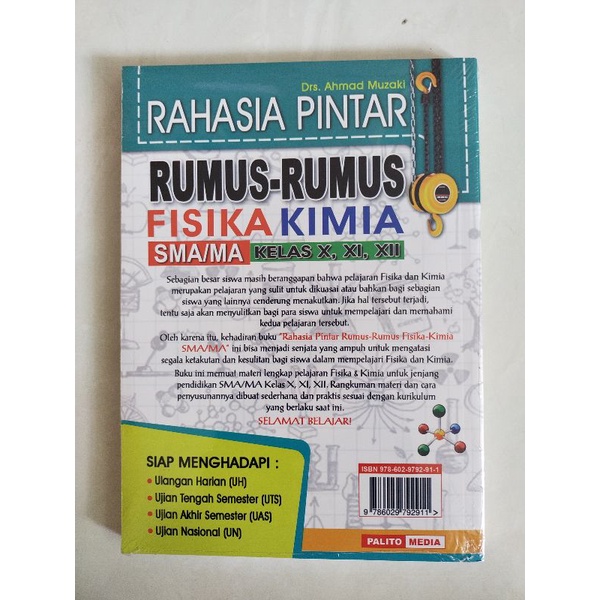 Drs. Ahmad Muzaki
RAHASIA PINTAR
RUMUS-RUMUS
FISIKA KIMIA
SMA/MA KELAS X, XI, XII
Sebagian besar siswa masih beranggapan bahwa pelajaran Fisika dan Kimia
merupakan pelajaran yang sulit untuk dikuasai atau bahkan bagi sebagian
siswa yang lainnya cenderung menakutkan. Jika hal tersebut terjadi,
tentu saja akan menyulitkan bagi para siswa untuk mempelajari dan memahami
kedua pelajaran tersebut.
Oleh karena itu, kehadiran buku "Rahasia Pintar Rumus-Rumus Fisika-Kimia
SMA/MA" ini bisa menjadi senjata yang ampuh untuk mengatasi
segala ketakutan dan kesulitan bagi siswa dalam mempelajari Fisika dan Kimia.
Buku ini memuat materi lengkap pelajaran Fisika & Kimia untuk jenjang
pendidikan SMA/MA Kelas X, XI, XII. Rangkuman materi dan cara
penyusunannya dibuat sederhana dan praktis sesuai dengan kurikulum
yang berlaku saat ini.
SELAMAT BELAJAR!
SIAP MENGHADAPI :
• Ulangan Harian (UH)
• Ujian Tengah Semester (UTS)
• Ujian Akhir Semester (UAS)
• Ujian Nasional (UN)
ISBN 978-602-9792-91-1
9 786029 792911 >
PALITO MEDIA